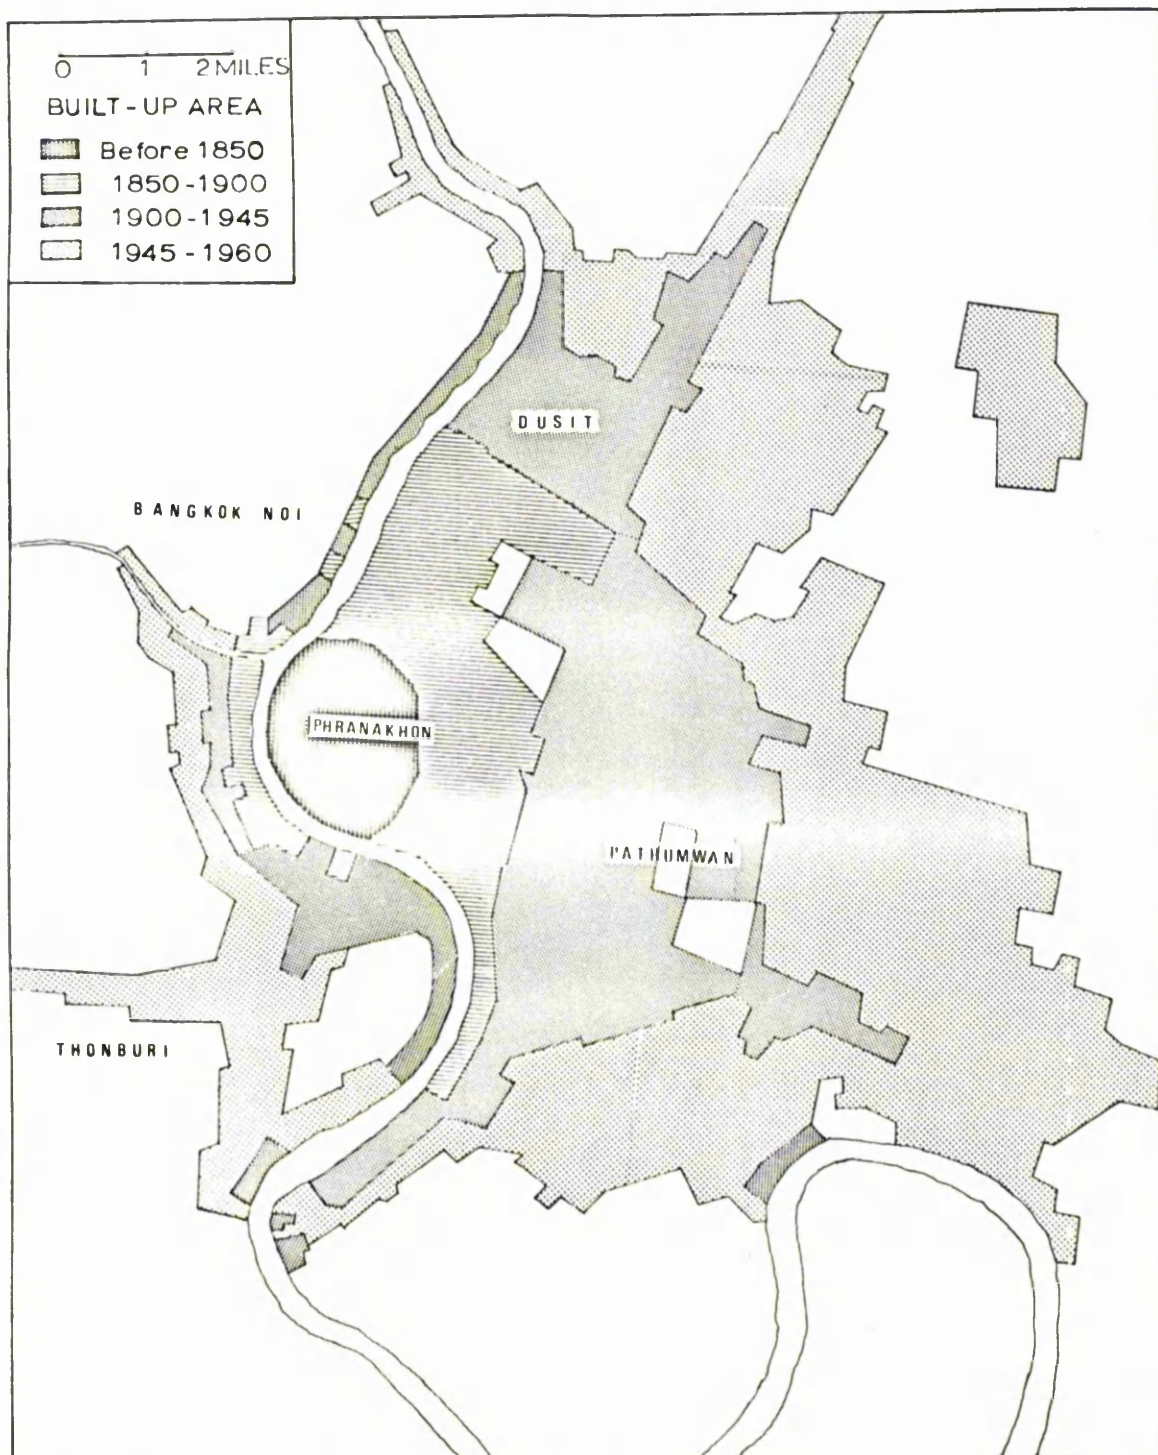 0 1 2 MILES
BUILT-UP AREA
Before 1850
1850-1900
1900-1945
1945-1960
DUSIT
BANGKOK NOI
PHRANAKHON
PATHUMWAN
THONBURI